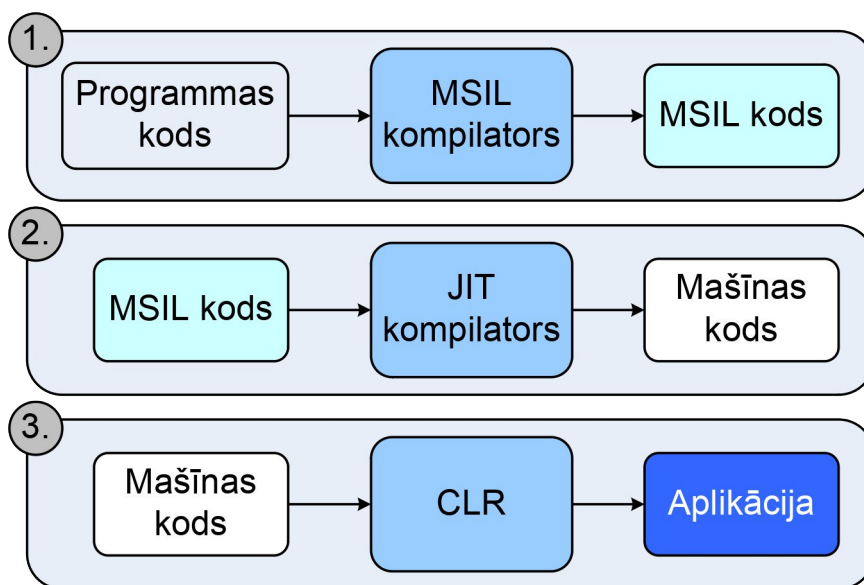 1.
Programmas
kods
MSIL
kompilators
MSIL kods
2.
MSIL kods
JIT
kompilators
Mašīnas
kods
3.
Mašīnas
kods
CLR
Aplikācija